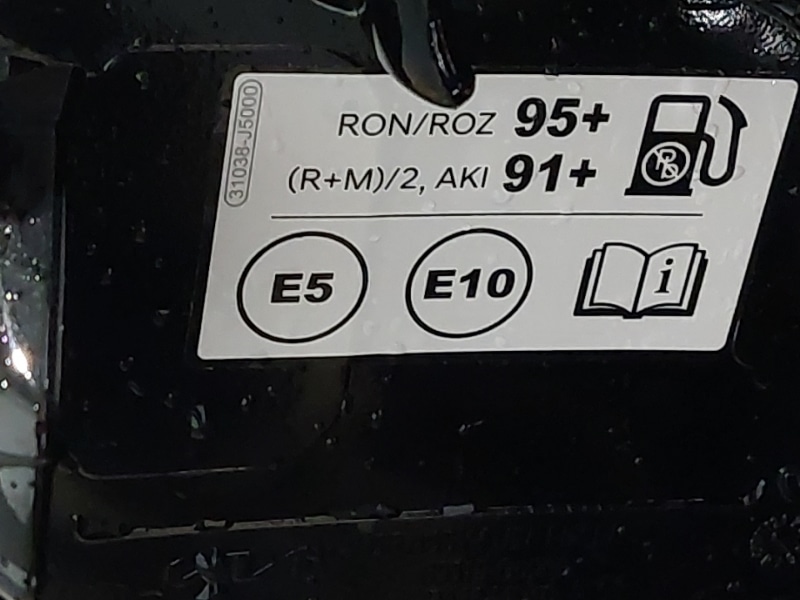 31038-J5000
RON/ROZ 95+
(R+M)/2, AKI 91+
Pb
E5 E10 i